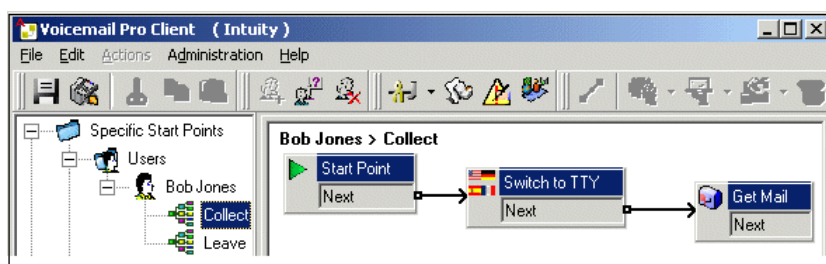 Voicemail Pro Client   ( Intuity )
File  Edit  Actions  Administration  Help
Specific Start Points
Users
Bob Jones
Collect
Leave
Bob Jones > Collect
Start Point
Next
Switch to TTY
Next
Get Mail
Next